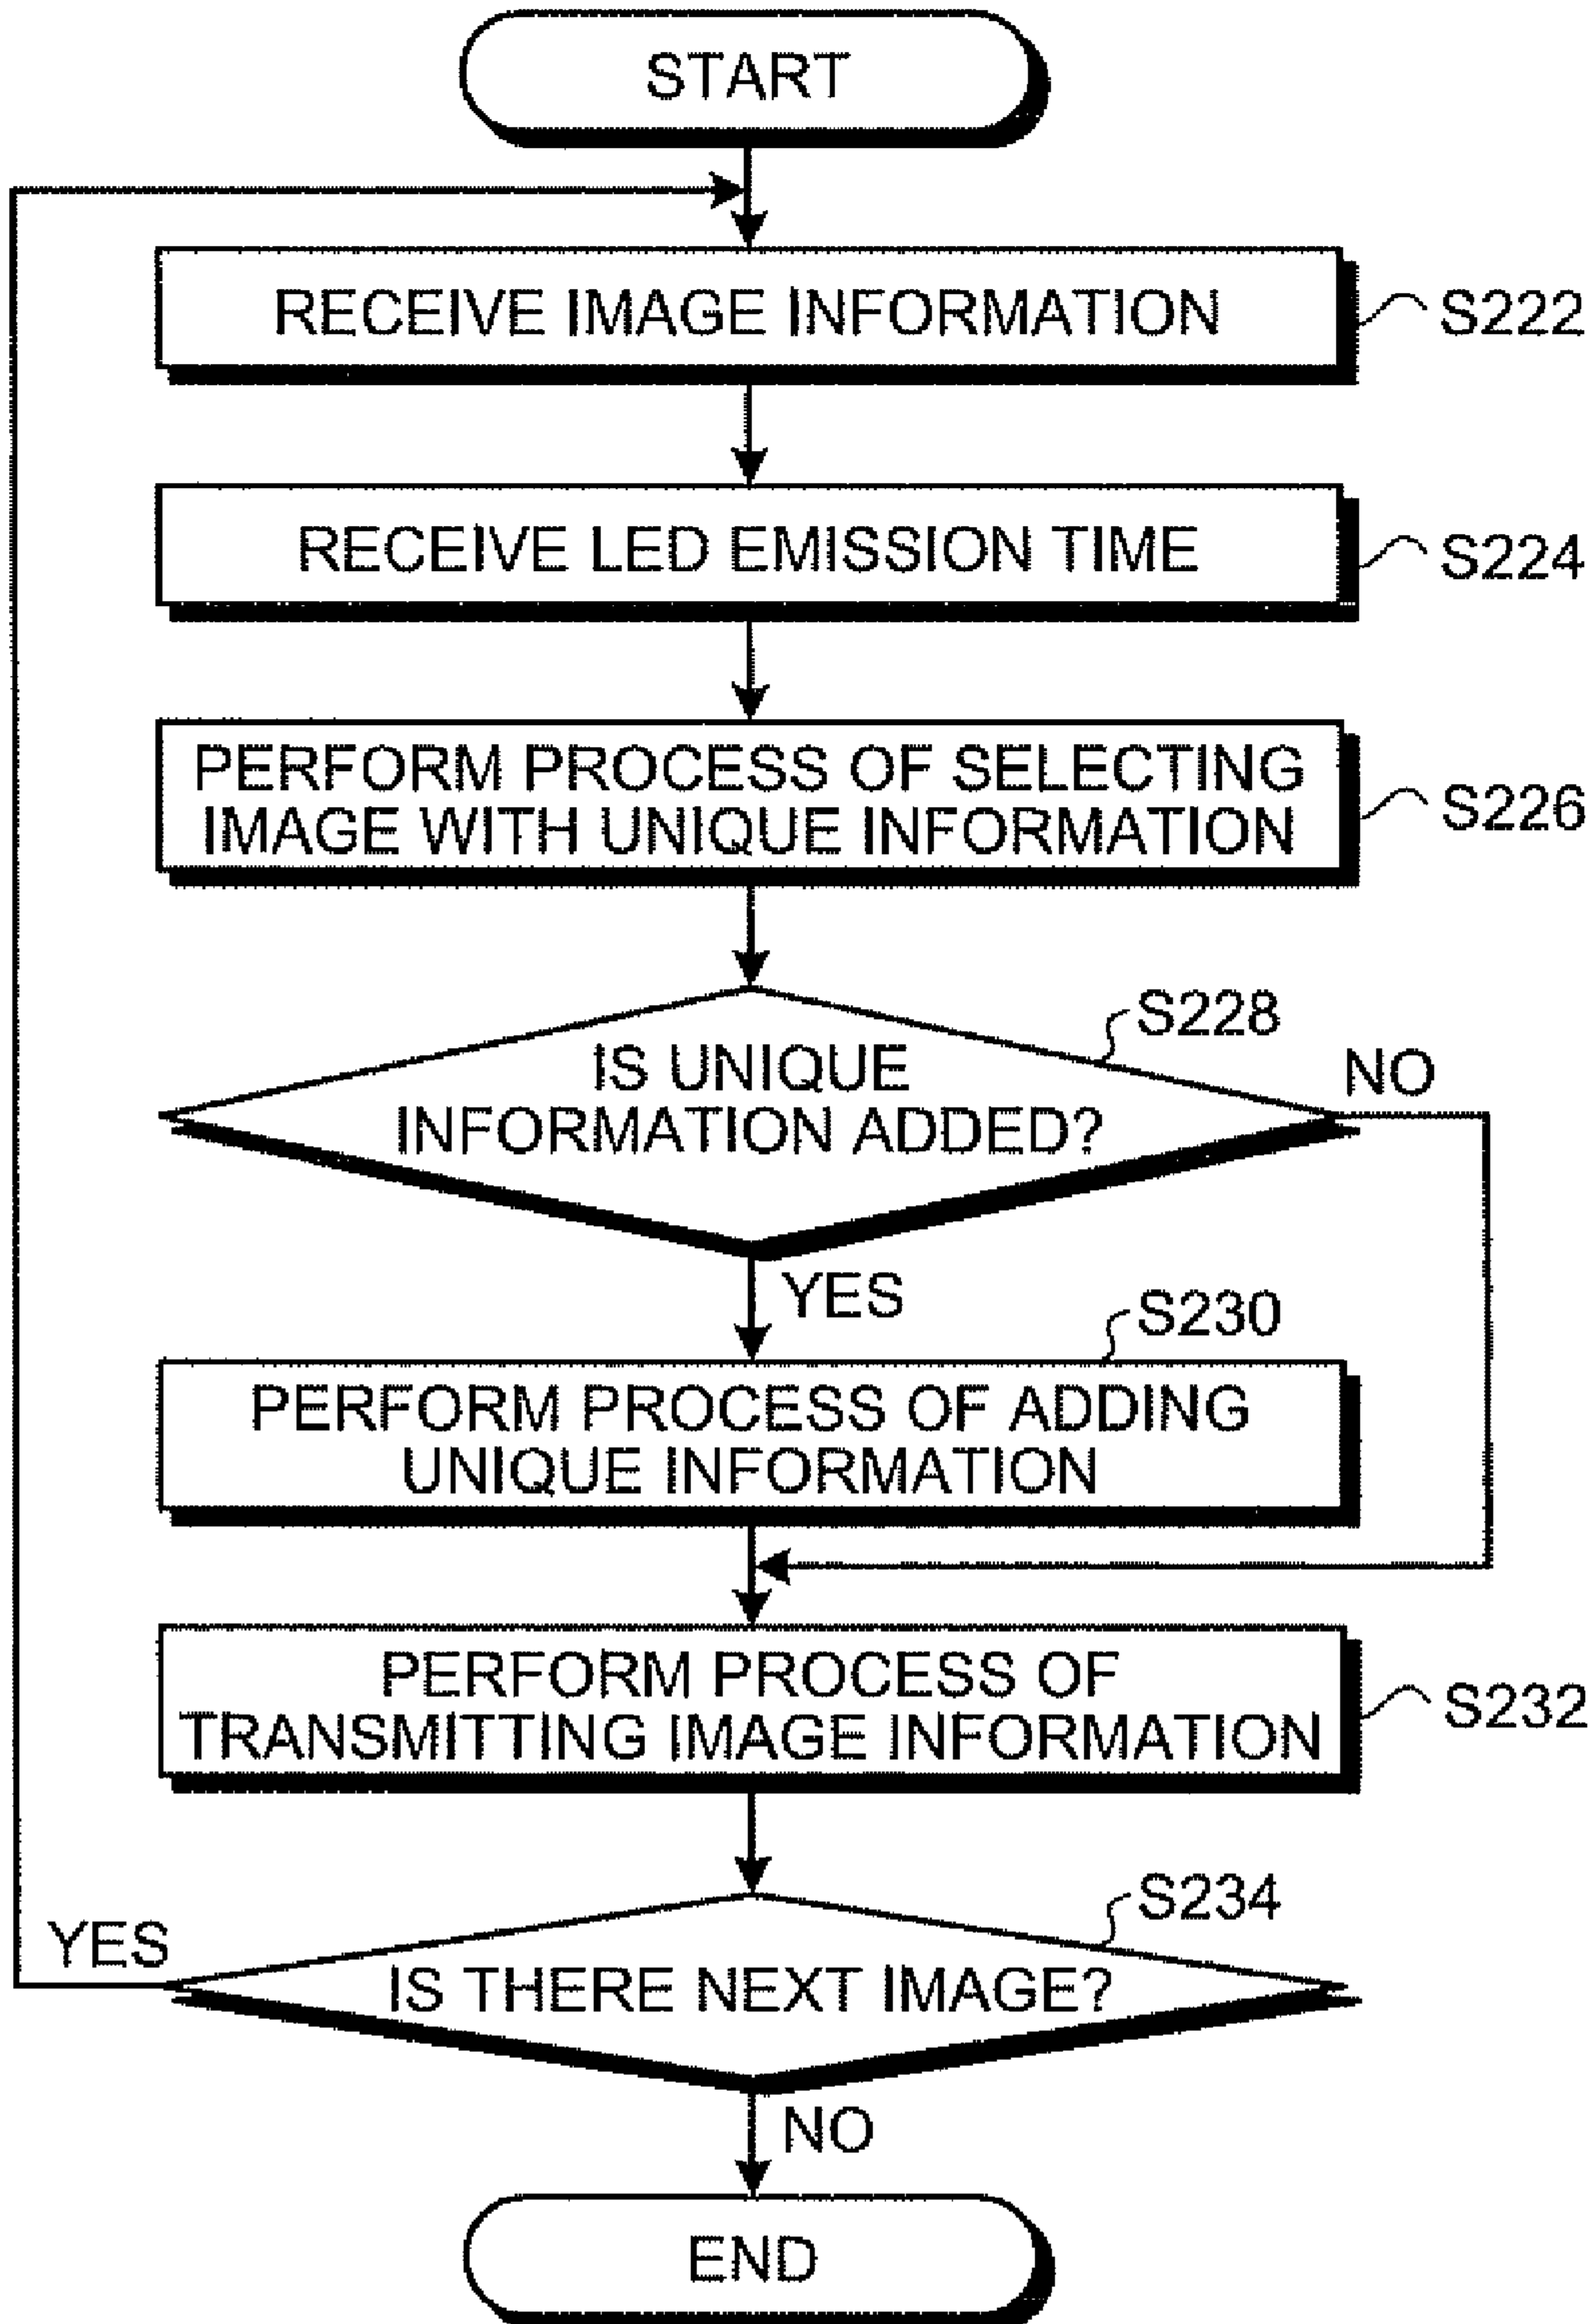 START
RECEIVE IMAGE INFORMATION
S222
RECEIVE LED EMISSION TIME
S224
PERFORM PROCESS OF SELECTING
IMAGE WITH UNIQUE INFORMATION
S226
S228
IS UNIQUE
INFORMATION ADDED?
NO
YES
S230
PERFORM PROCESS OF ADDING
UNIQUE INFORMATION
PERFORM PROCESS OF
TRANSMITTING IMAGE INFORMATION
S232
S234
YES
IS THERE NEXT IMAGE?
NO
END